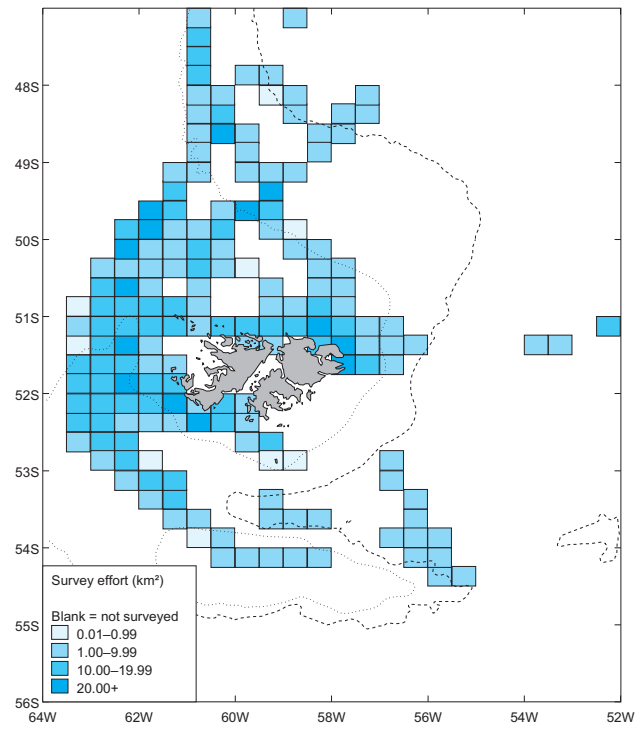 48S
49S
50S
51S
52S
53S
54S
55S
56S
Survey effort (km²)
Blank = not surveyed
0.01–0.99
1.00–9.99
10.00–19.99
20.00+
64W 62W 60W 58W 56W 54W 52W